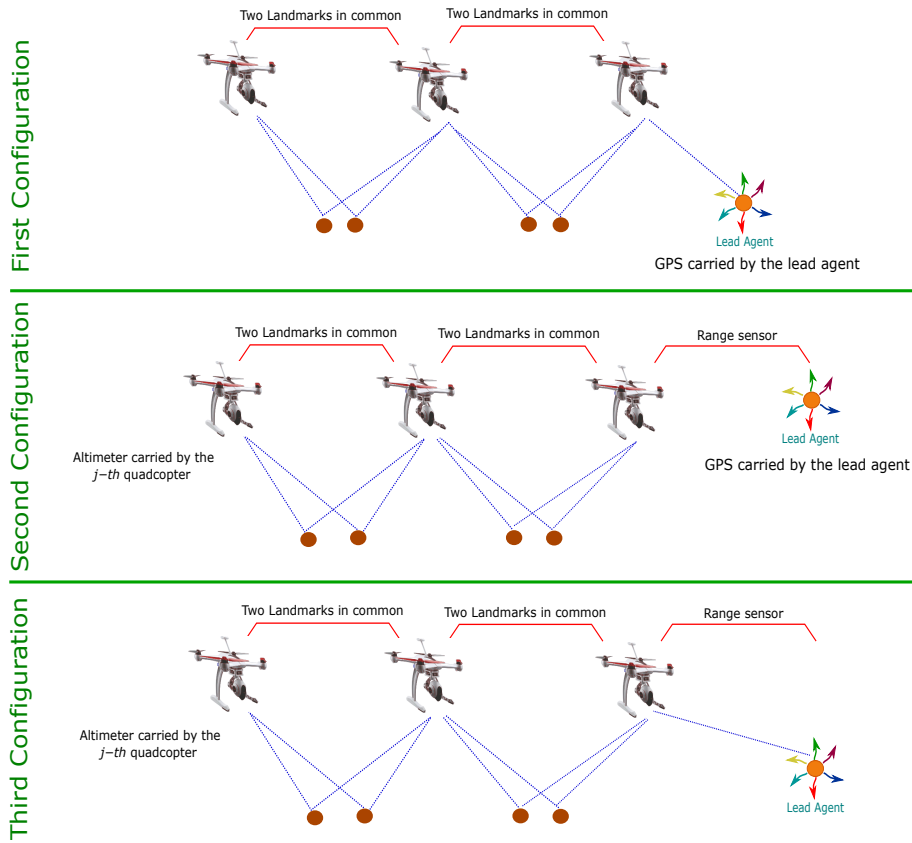 First Configuration
Two Landmarks in common
Two Landmarks in common
Lead Agent
GPS carried by the lead agent
Second Configuration
Two Landmarks in common
Two Landmarks in common
Range sensor
Altimeter carried by the
j−th quadcopter
Lead Agent
GPS carried by the lead agent
Third Configuration
Two Landmarks in common
Two Landmarks in common
Range sensor
Altimeter carried by the
j−th quadcopter
Lead Agent